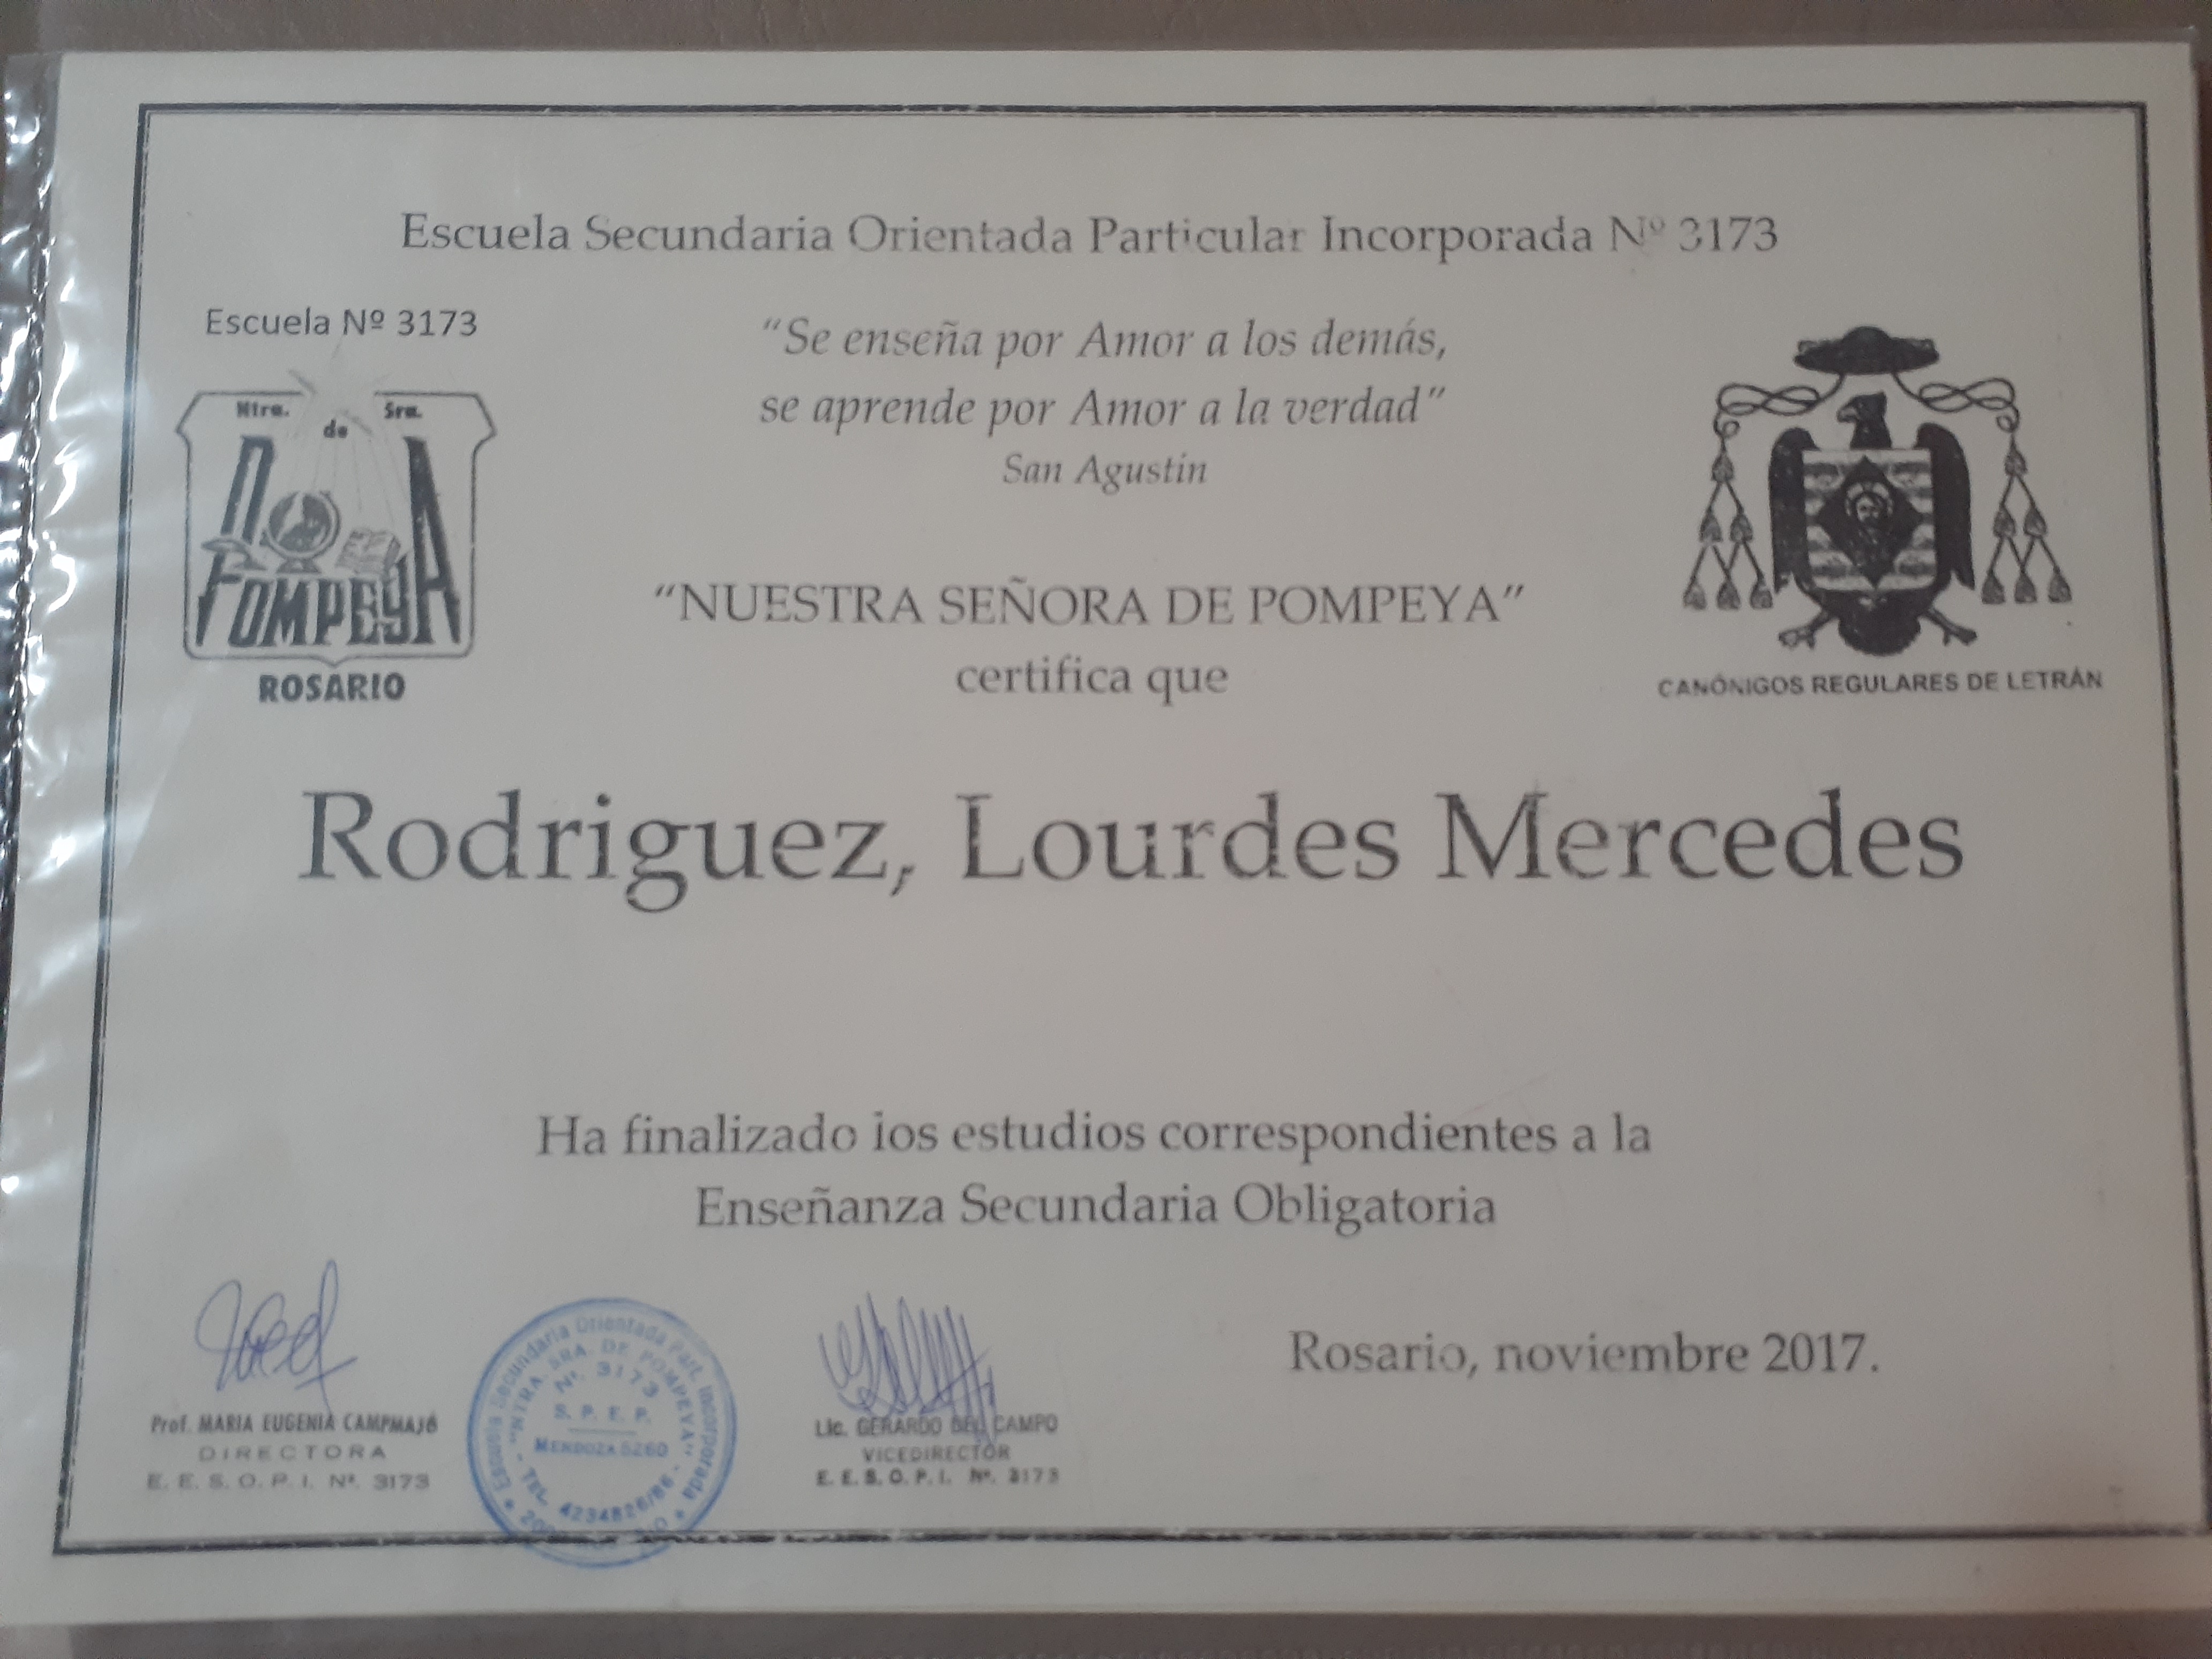 Escuela Secundaria Orientada Particular Incorporada Nº 3173
Escuela Nº 3173
Ntra. de Sra.
POMPEYA
ROSARIO
“Se enseña por Amor a los demás,
se aprende por Amor a la verdad”
San Agustín
CANÓNIGOS REGULARES DE LETRÁN
“NUESTRA SEÑORA DE POMPEYA”
certifica que
Rodriguez, Lourdes Mercedes
Ha finalizado los estudios correspondientes a la
Enseñanza Secundaria Obligatoria
Rosario, noviembre 2017.
Prof. MARIA EUGENIA CAMPMAJÓ
DIRECTORA
E. E. S. O. P. I. Nº. 3173
Escuela Secundaria Orientada Part. Incorporada
"NTRA. SRA. DE POMPEYA"
Nº. 3173
S. P. E. P.
MENDOZA 5260
TEL. 4234826/86
Lic. GERARDO DEL CAMPO
VICEDIRECTOR
E. E. S. O. P. I. Nº. 3173